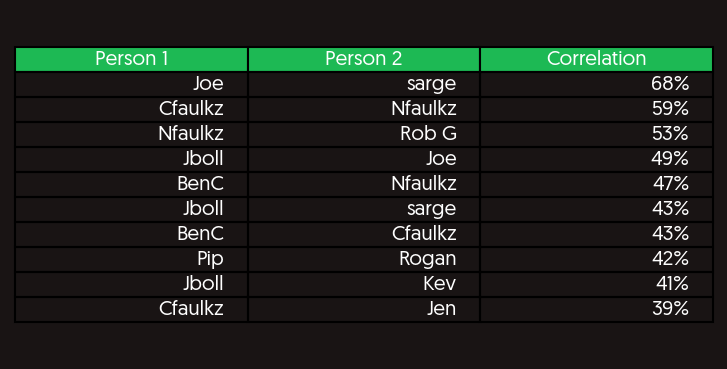 Person 1 Person 2 Correlation
Joe sarge 68%
Cfaulkz Nfaulkz 59%
Nfaulkz Rob G 53%
Jboll Joe 49%
BenC Nfaulkz 47%
Jboll sarge 43%
BenC Cfaulkz 43%
Pip Rogan 42%
Jboll Kev 41%
Cfaulkz Jen 39%